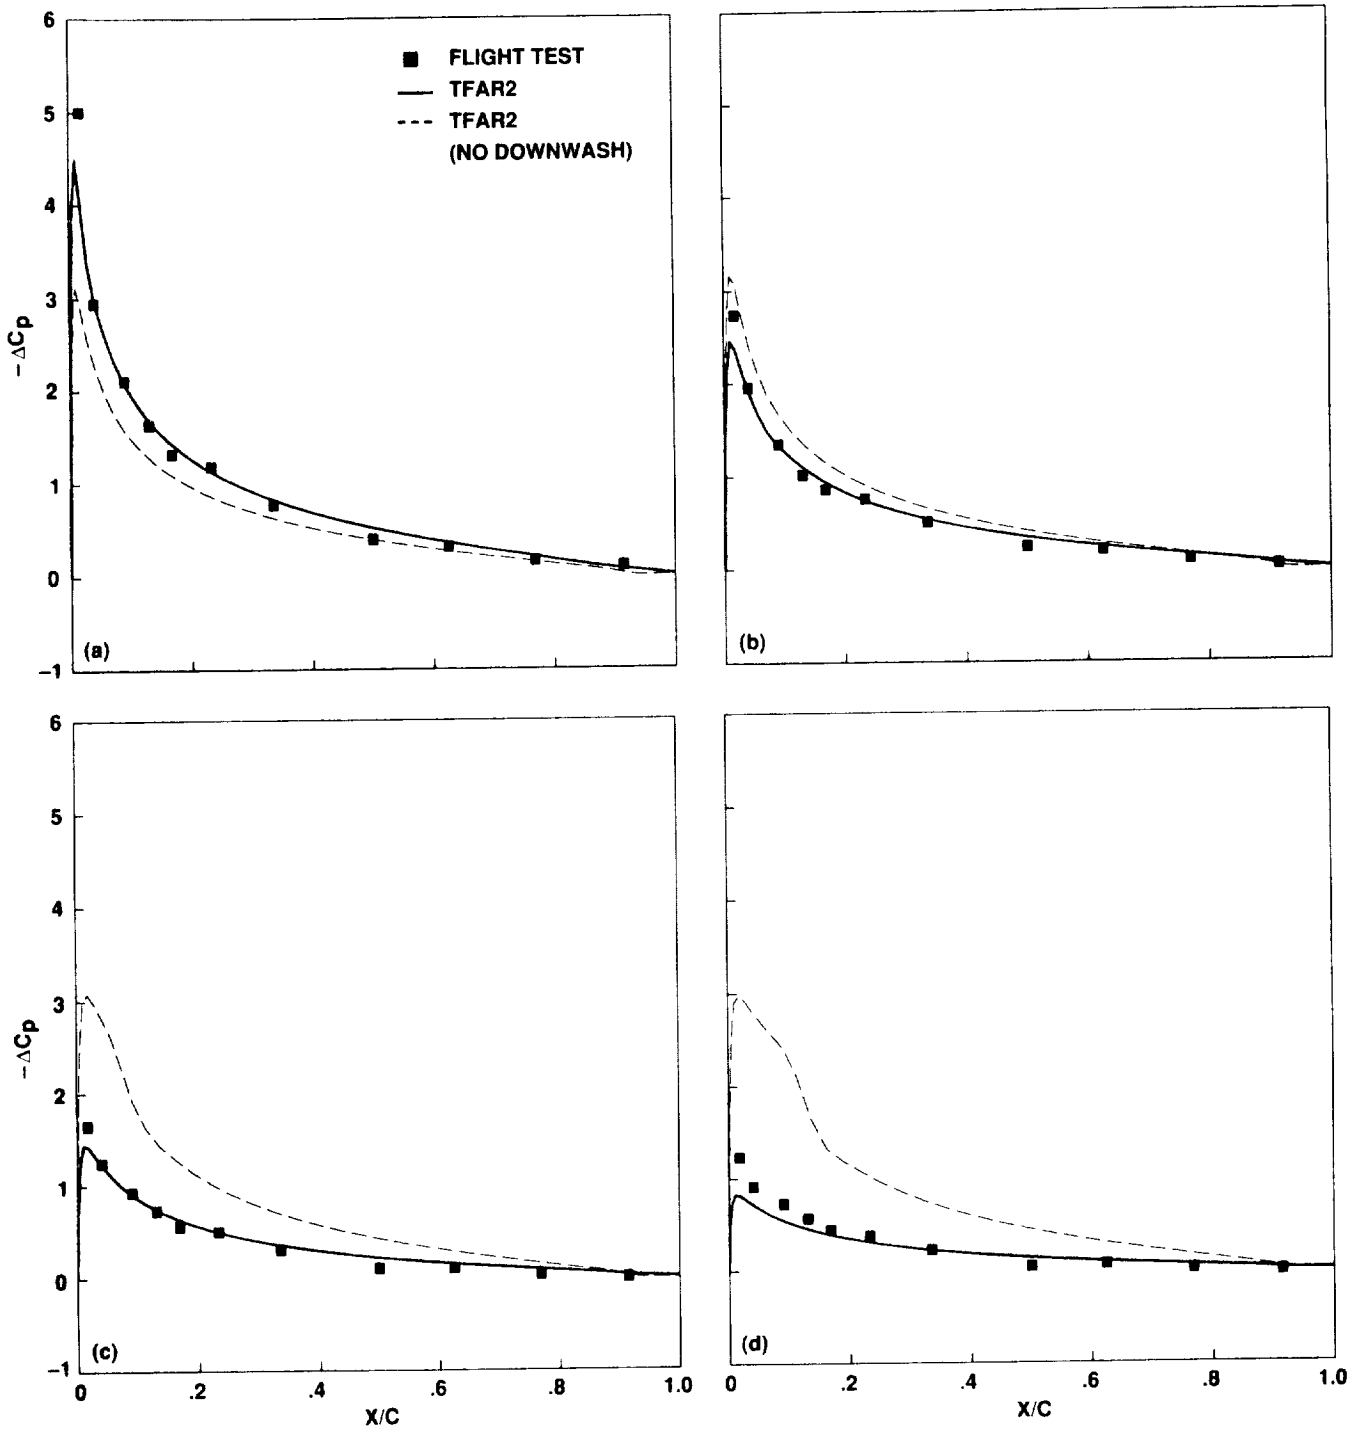 6
5
4
3
2
1
0
−1
−ΔCp
FLIGHT TEST
TFAR2
TFAR2
(NO DOWNWASH)
(a)
(b)
6
5
4
3
2
1
0
−1
−ΔCp
(c)
(d)
0 .2 .4 .6 .8 1.0
X/C
0 .2 .4 .6 .8 1.0
X/C